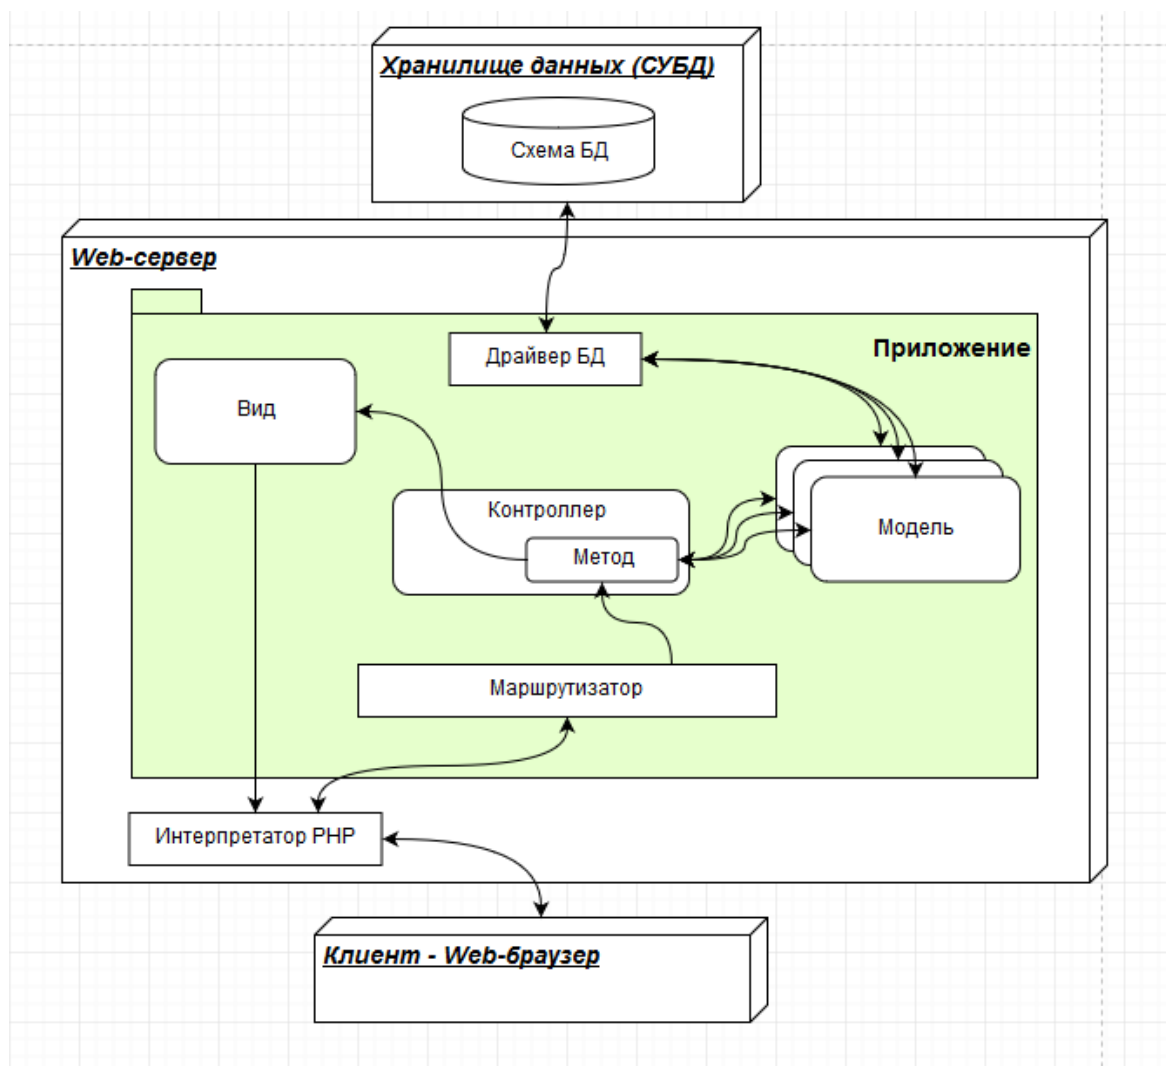 Хранилище данных (СУБД)
Схема БД
Web-сервер
Приложение
Драйвер БД
Вид
Контроллер
Метод
Модель
Маршрутизатор
Интерпретатор PHP
Клиент - Web-браузер